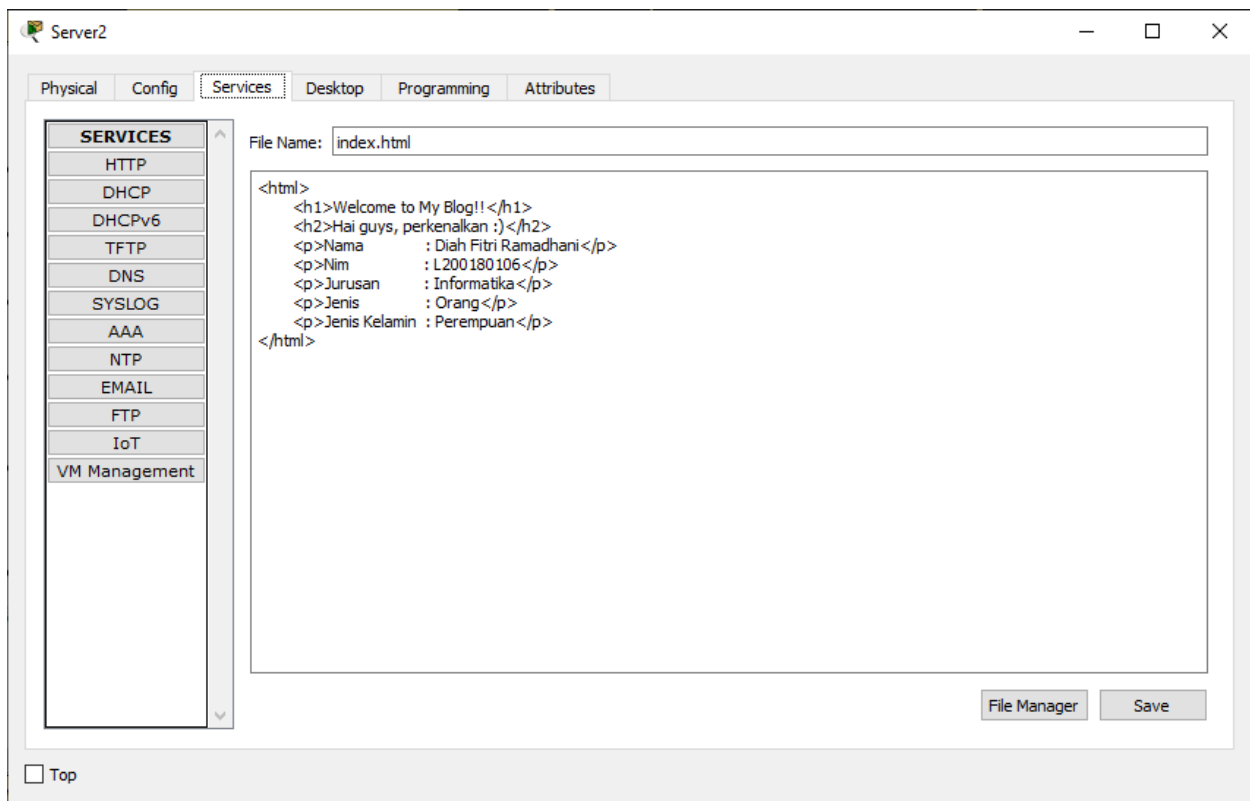 Server2
Physical Config Services Desktop Programming Attributes
SERVICES
HTTP
DHCP
DHCPv6
TFTP
DNS
SYSLOG
AAA
NTP
EMAIL
FTP
IoT
VM Management
File Name: index.html
<html>
<h1>Welcome to My Blog!!</h1>
<h2>Hai guys, perkenalkan :)</h2>
<p>Nama : Diah Fitri Ramadhani</p>
<p>Nim : L200180106</p>
<p>Jurusan : Informatika</p>
<p>Jenis : Orang</p>
<p>Jenis Kelamin : Perempuan</p>
</html>
File Manager Save
Top